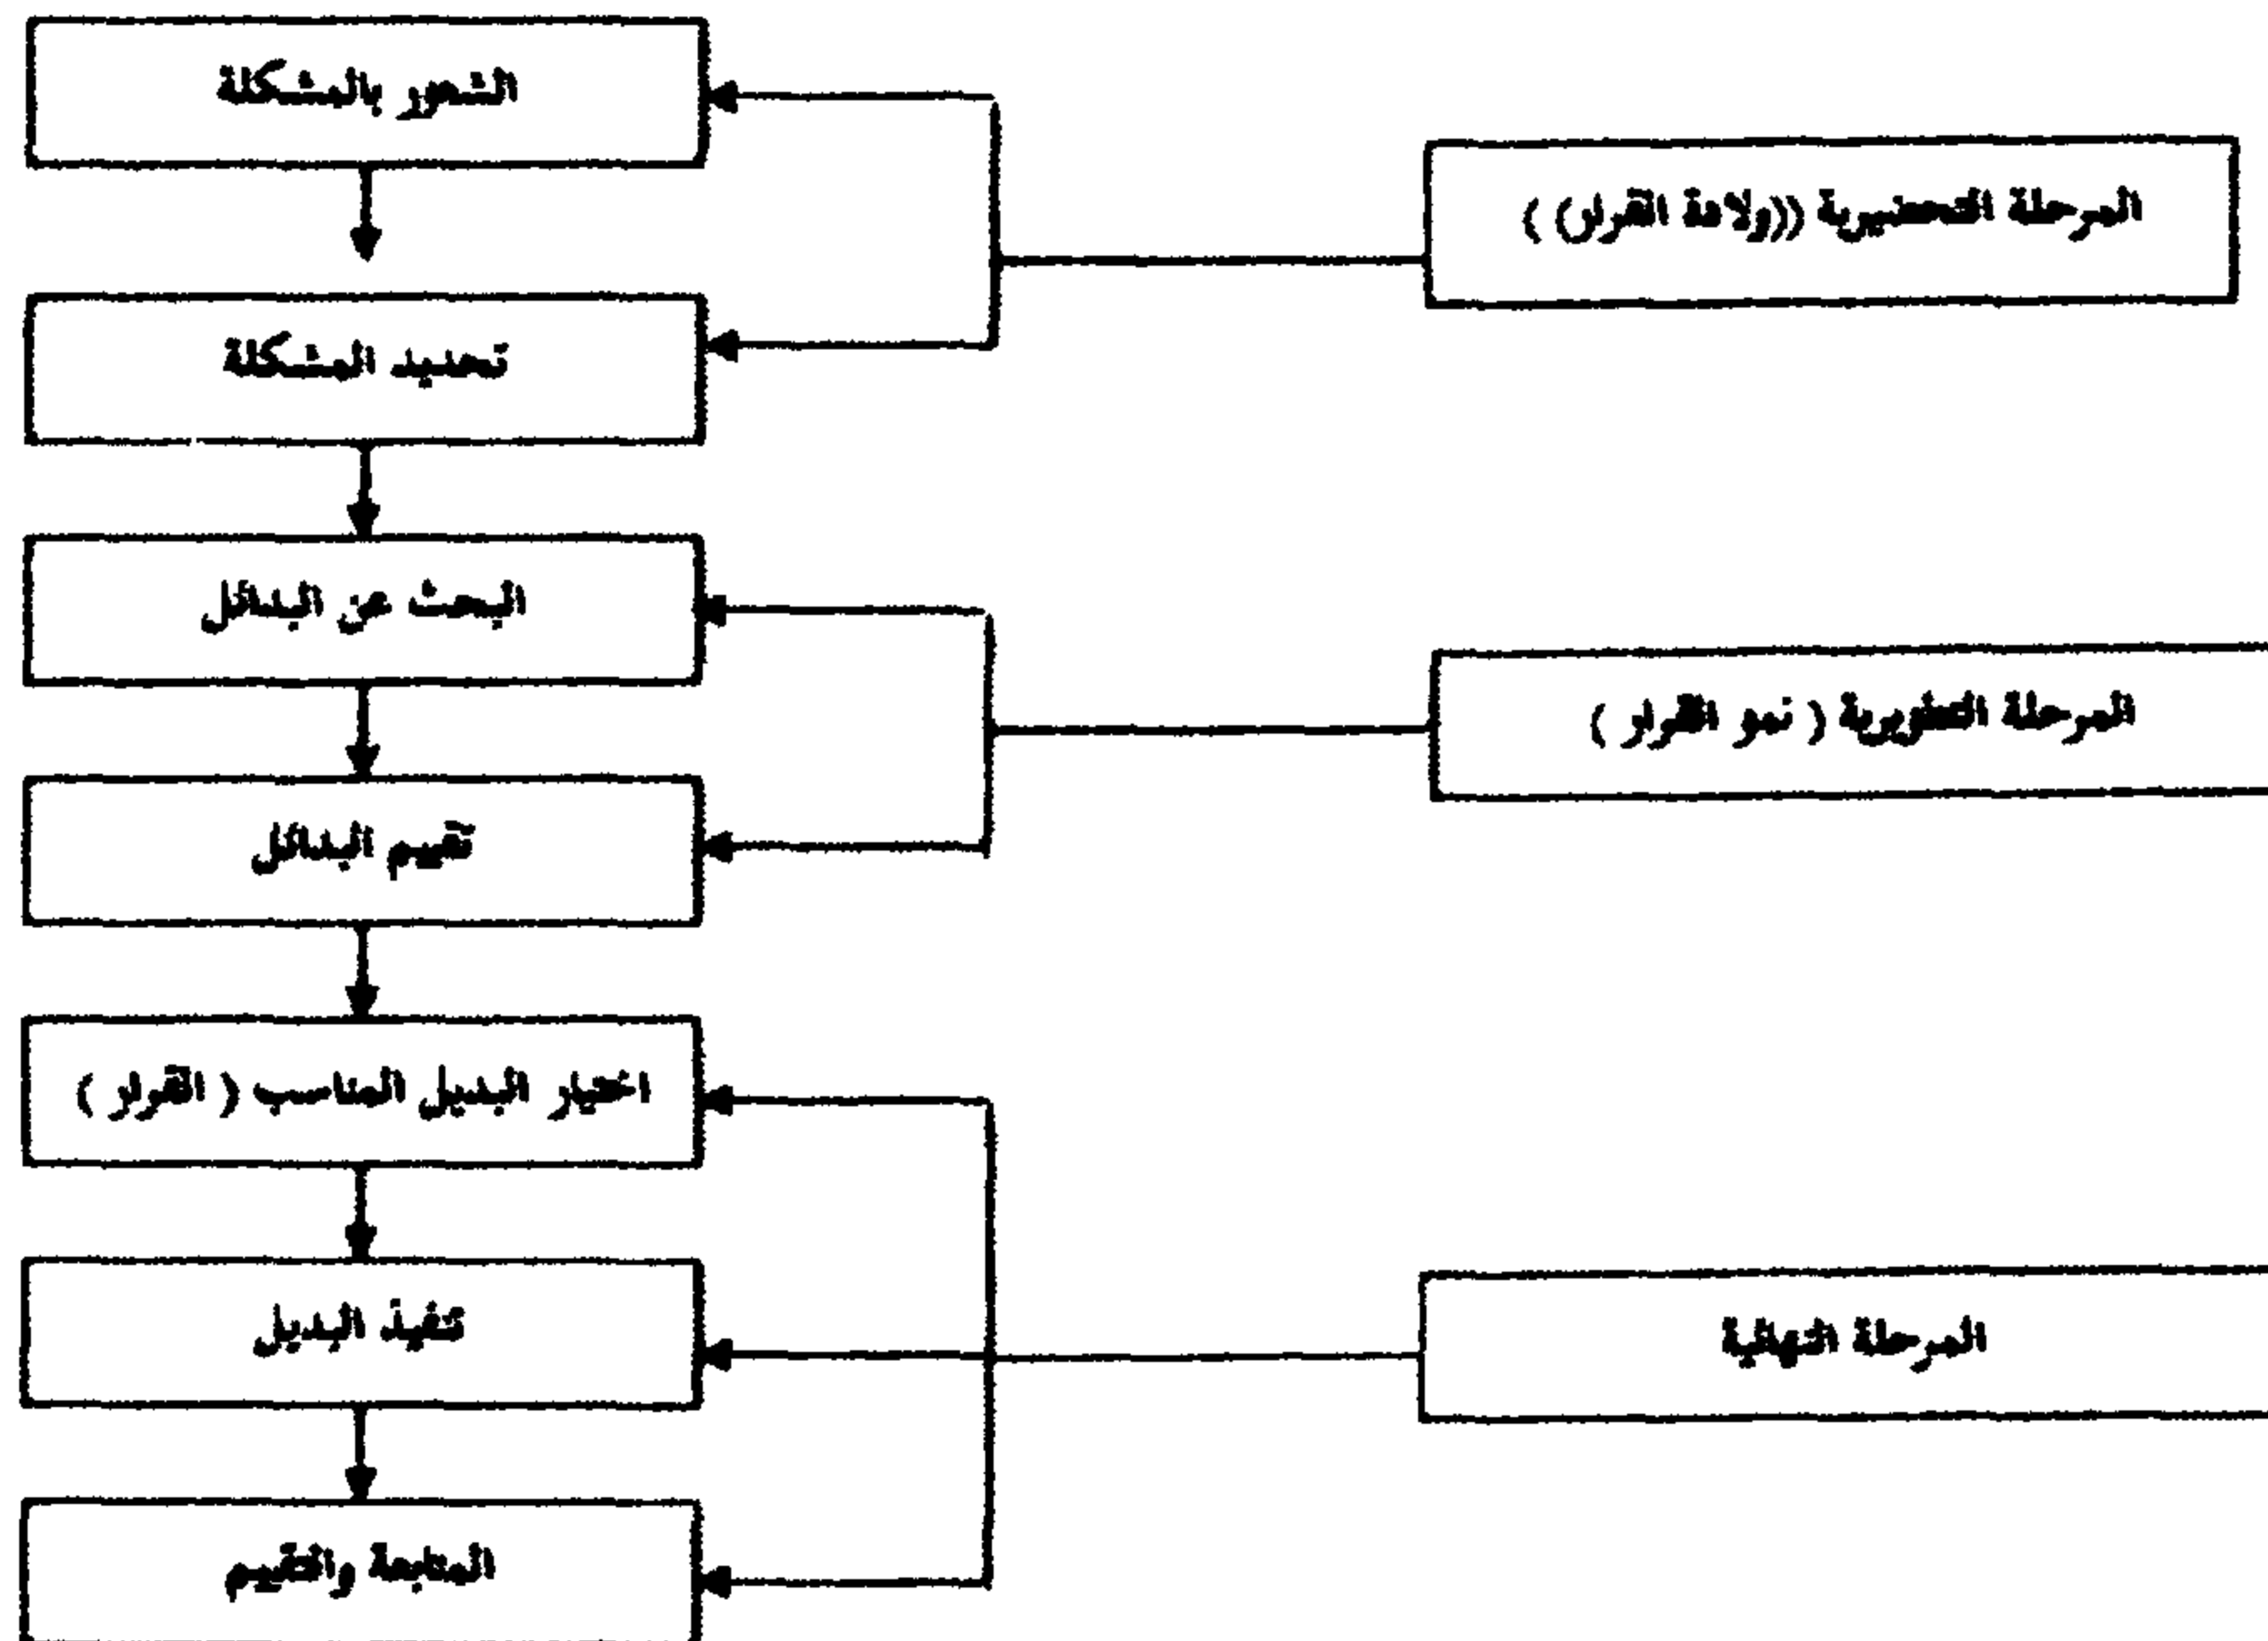 الشعور بالمشكلة
المرحلة التحضيرية (((ولادة القرار) )
تحديد المشكلة
البحث عن البدائل
المرحلة التطويرية ( نمو القرار )
تقييم البدائل
اختيار البديل المناسب ( القرار )
تنفيذ البديل
المرحلة النهائية
المتابعة والتقييم